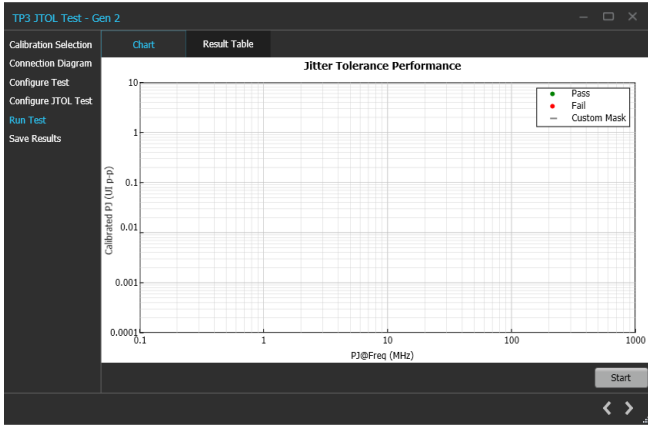 TP3 JTOL Test - Gen 2
Calibration Selection
Connection Diagram
Configure Test
Configure JTOL Test
Run Test
Save Results
Chart
Result Table
Jitter Tolerance Performance
Pass
Fail
Custom Mask
Calibrated PJ (UI p-p)
10
1
0.1
0.01
0.001
0.0001
0.1
1
10
100
1000
PJ@Freq (MHz)
Start